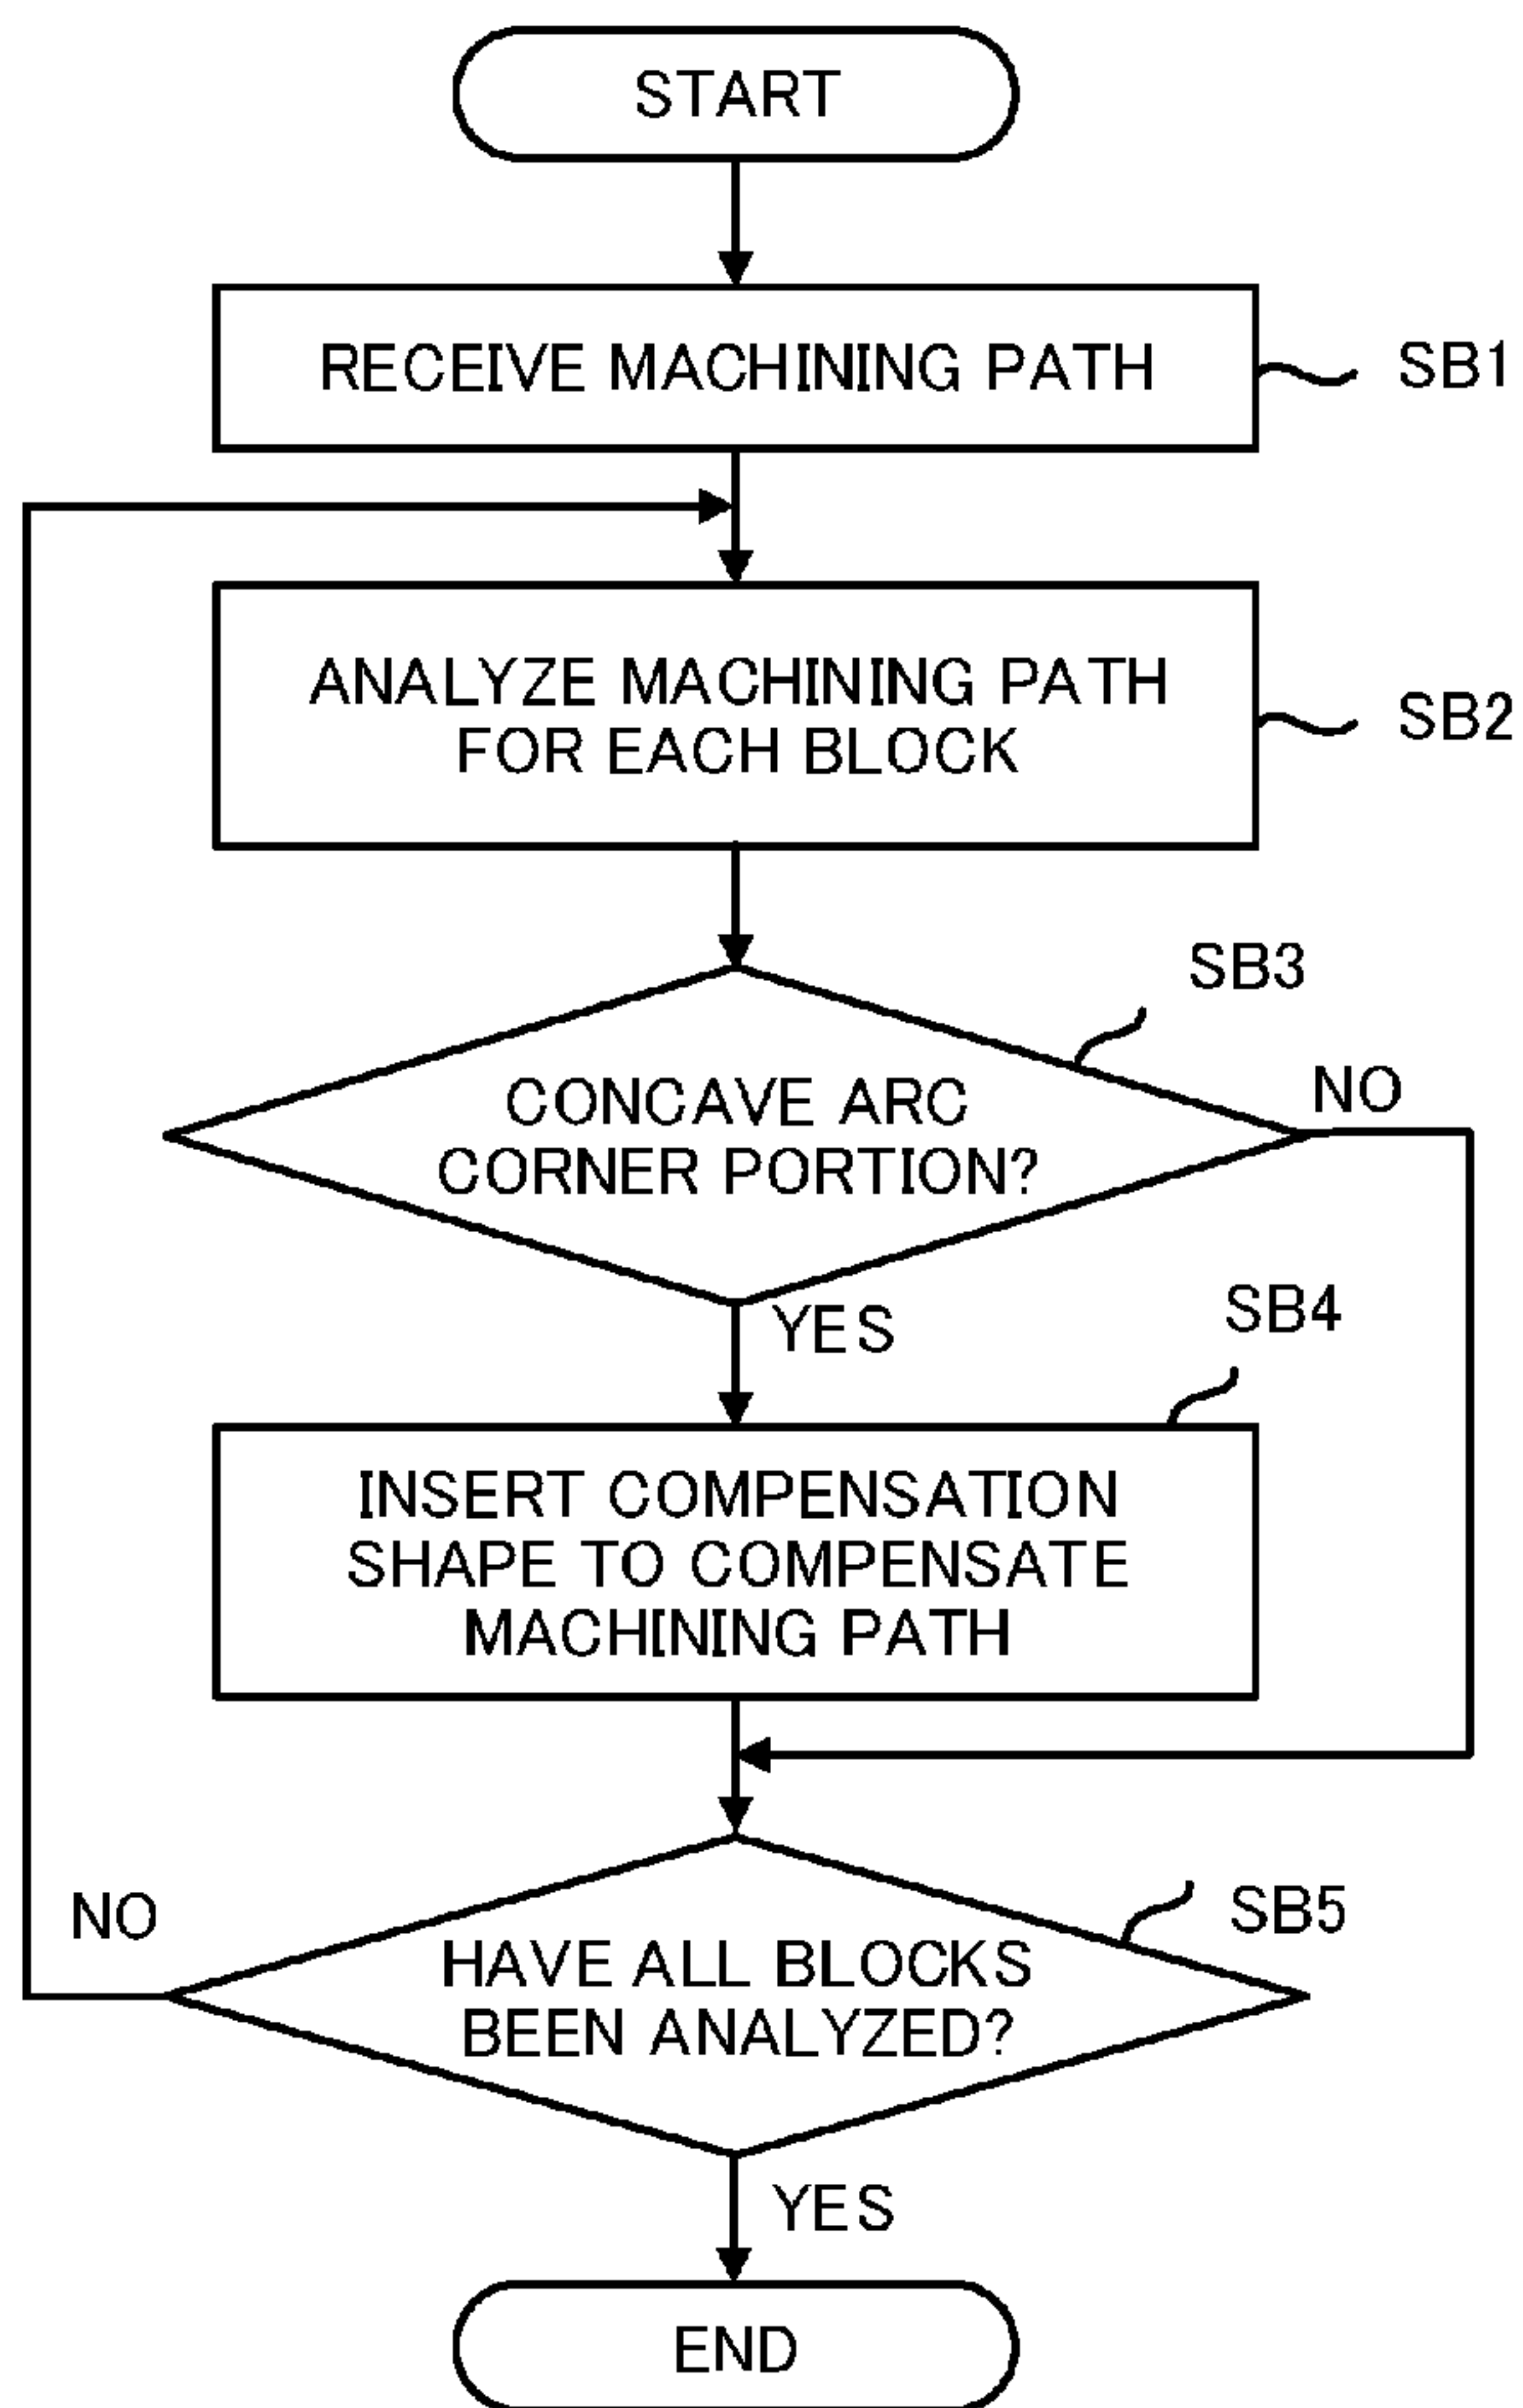 START
RECEIVE MACHINING PATH
SB1
ANALYZE MACHINING PATH
FOR EACH BLOCK
SB2
SB3
CONCAVE ARC
CORNER PORTION?
NO
YES
SB4
INSERT COMPENSATION
SHAPE TO COMPENSATE
MACHINING PATH
NO
SB5
HAVE ALL BLOCKS
BEEN ANALYZED?
YES
END